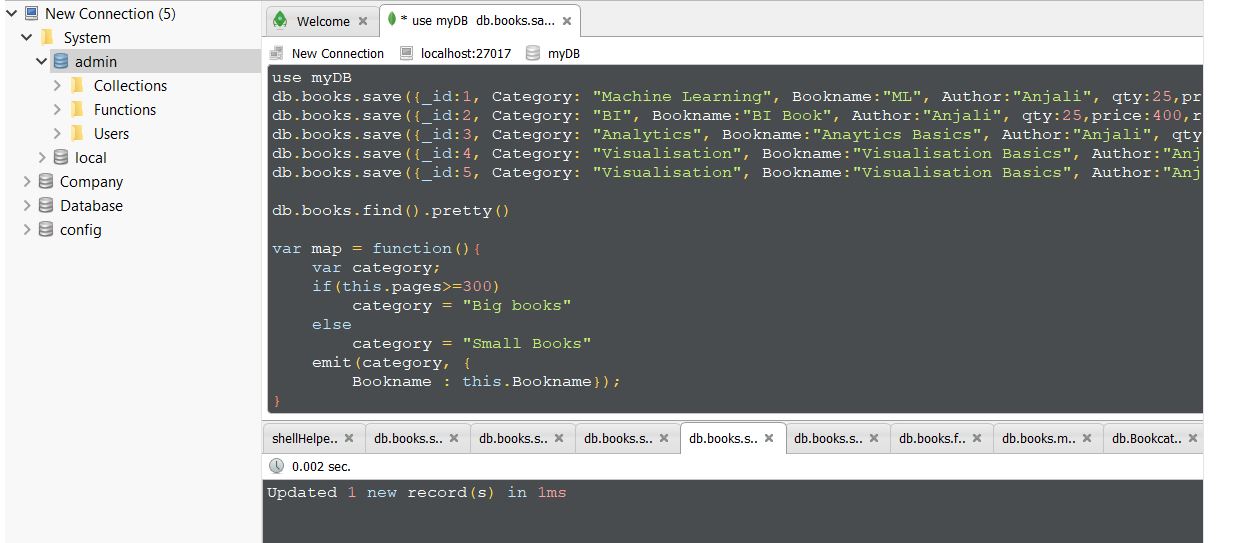 New Connection (5)
System
admin
Collections
Functions
Users
local
Company
Database
config
Welcome
* use myDB db.books.sa...
New Connection localhost:27017 myDB
use myDB
db.books.save({_id:1, Category: "Machine Learning", Bookname:"ML", Author:"Anjali", qty:25,pr
db.books.save({_id:2, Category: "BI", Bookname:"BI Book", Author:"Anjali", qty:25,price:400,r
db.books.save({_id:3, Category: "Analytics", Bookname:"Anaytics Basics", Author:"Anjali", qty
db.books.save({_id:4, Category: "Visualisation", Bookname:"Visualisation Basics", Author:"Anj
db.books.save({_id:5, Category: "Visualisation", Bookname:"Visualisation Basics", Author:"Anj
db.books.find().pretty()
var map = function(){
var category;
if(this.pages>=300)
category = "Big books"
else
category = "Small Books"
emit(category, {
Bookname : this.Bookname});
}
shellHelpe.. db.books.s.. db.books.s.. db.books.s.. db.books.s.. db.books.s.. db.books.f.. db.books.m.. db.Bookcat..
0.002 sec.
Updated 1 new record(s) in 1ms